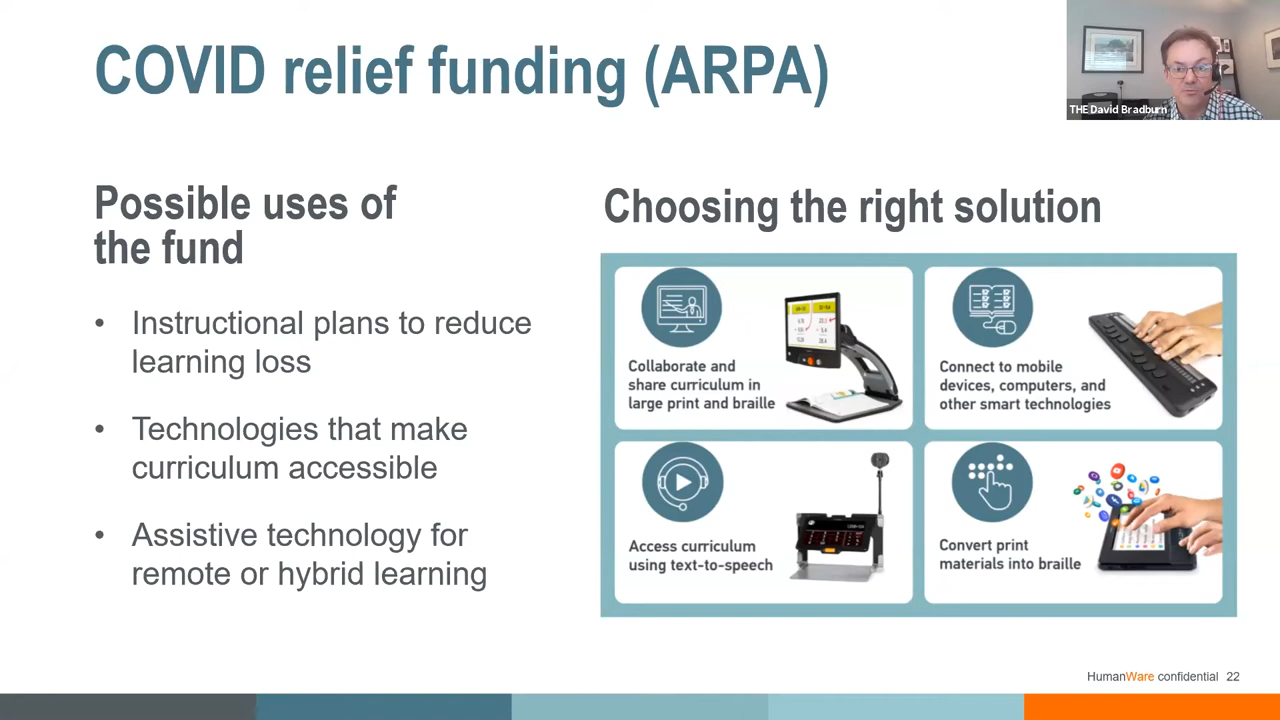 COVID relief funding (ARPA)
THE David Bradburn
Possible uses of
the fund
• Instructional plans to reduce
learning loss
• Technologies that make
curriculum accessible
• Assistive technology for
remote or hybrid learning
Choosing the right solution
Collaborate and
share curriculum in
large print and braille
Connect to mobile
devices, computers, and
other smart technologies
Access curriculum
using text-to-speech
Convert print
materials into braille
HumanWare confidential 22